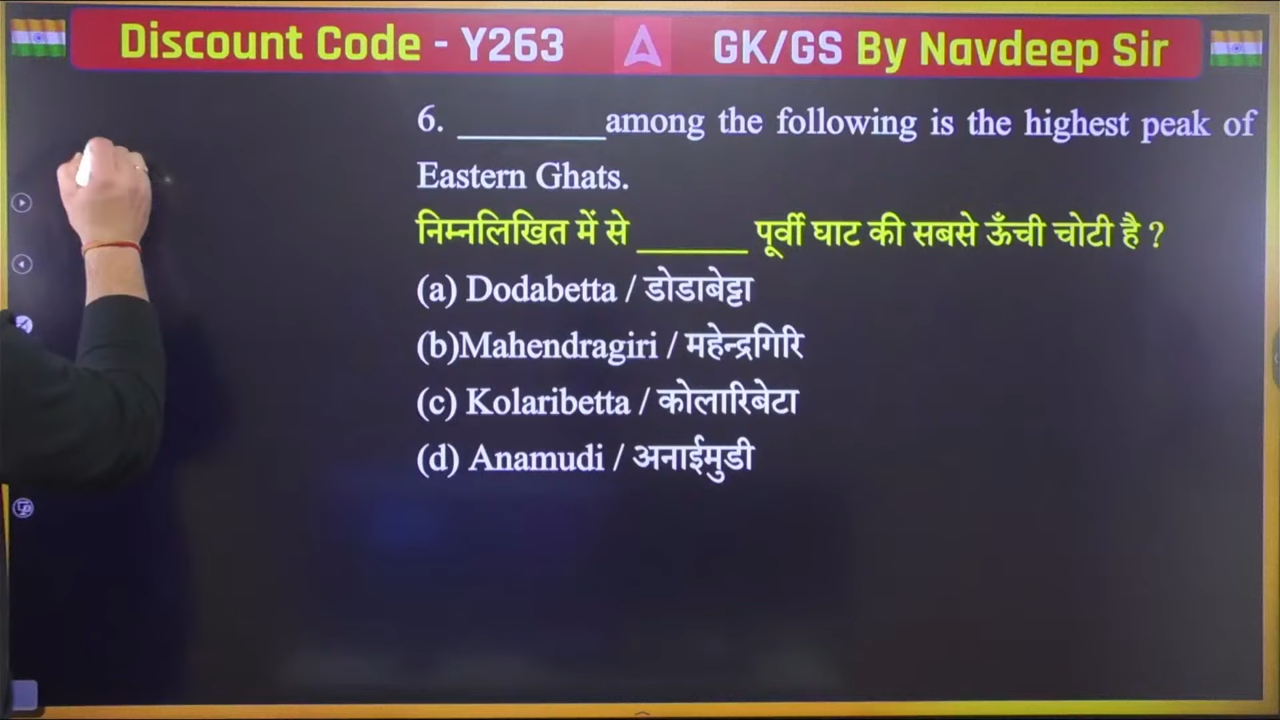 Discount Code - Y263 GK/GS By Navdeep Sir
6. ________among the following is the highest peak of
Eastern Ghats.
निम्नलिखित में से ______ पूर्वी घाट की सबसे ऊँची चोटी है ?
(a) Dodabetta / डोडाबेट्टा
(b)Mahendragiri / महेन्द्रगिरि
(c) Kolaribetta / कोलारिबेटा
(d) Anamudi / अनाईमुडी